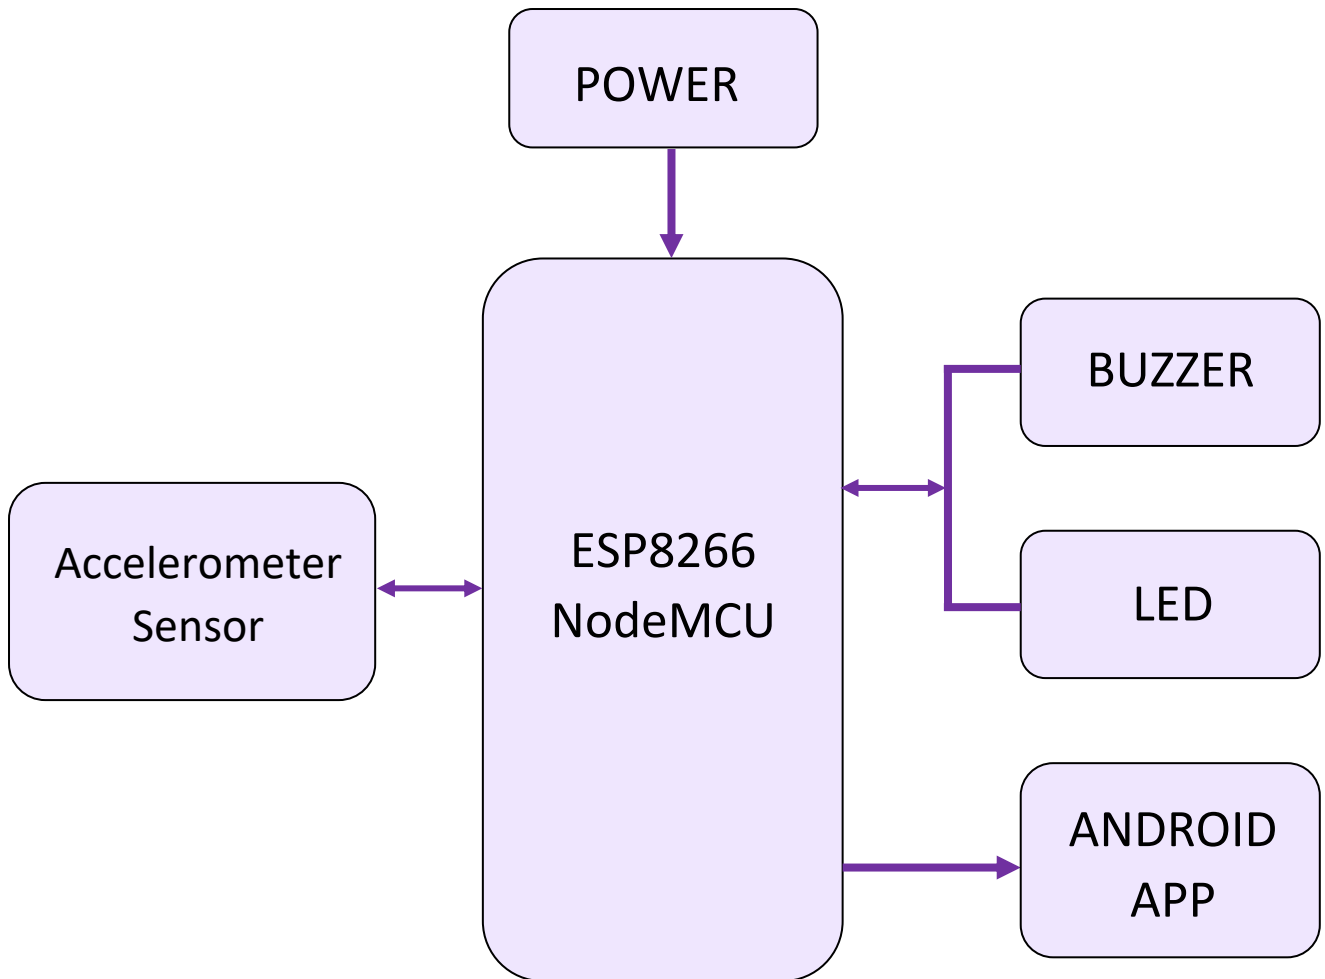 POWER
BUZZER
Accelerometer
Sensor
ESP8266
NodeMCU
LED
ANDROID
APP